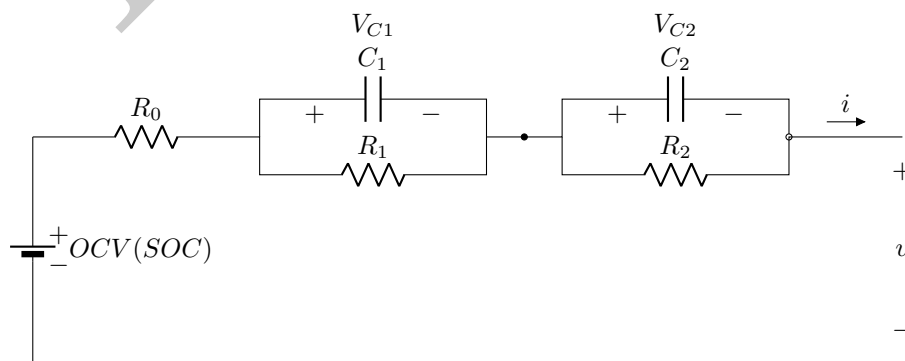 V_{C1}
C_1
+ −
R_0
R_1
V_{C2}
C_2
+ −
R_2
i
+
−
OCV(SOC)
+
−